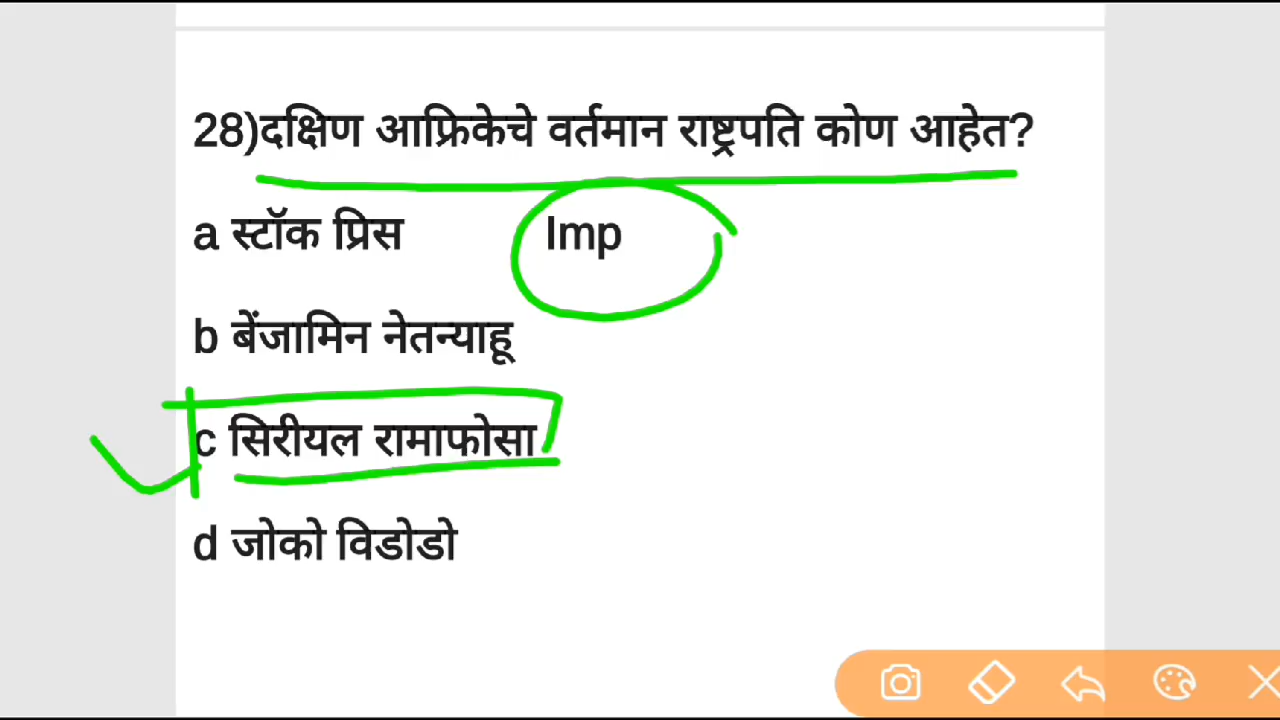 28)दक्षिण आफ्रिकेचे वर्तमान राष्ट्रपति कोण आहेत?
a स्टॉक प्रिस Imp
b बेंजामिन नेतन्याहू
c सिरीयल रामाफोसा
d जोको विडोडो